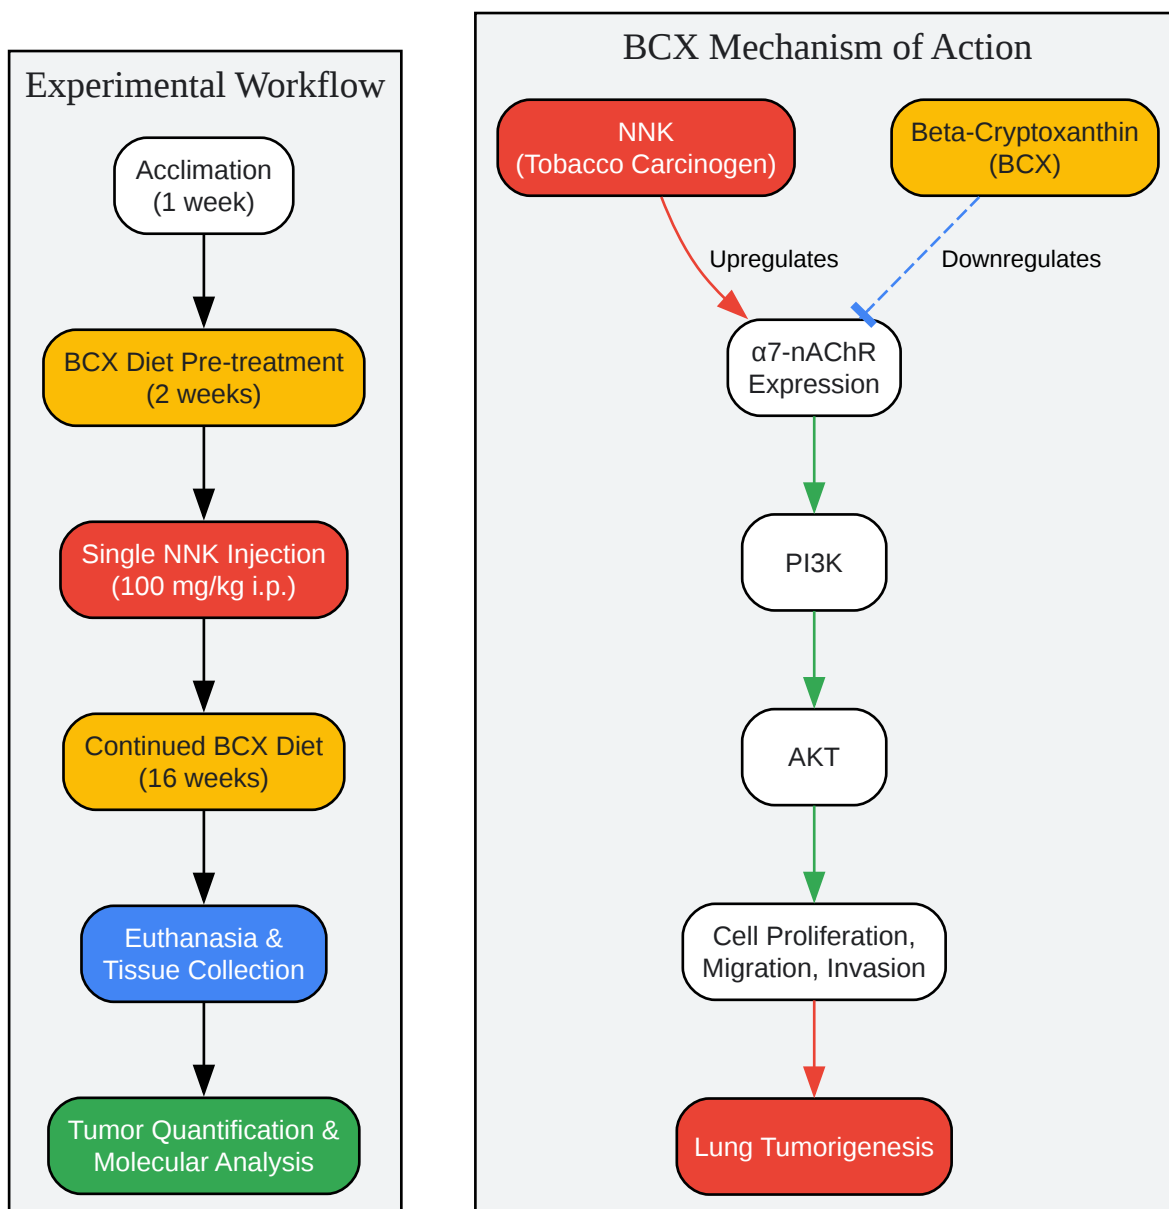 Experimental Workflow
Acclimation
(1 week)
BCX Diet Pre-treatment
(2 weeks)
Single NNK Injection
(100 mg/kg i.p.)
Continued BCX Diet
(16 weeks)
Euthanasia &
Tissue Collection
Tumor Quantification &
Molecular Analysis
BCX Mechanism of Action
NNK
(Tobacco Carcinogen)
Beta-Cryptoxanthin
(BCX)
Upregulates
Downregulates
α7-nAChR
Expression
PI3K
AKT
Cell Proliferation,
Migration, Invasion
Lung Tumorigenesis